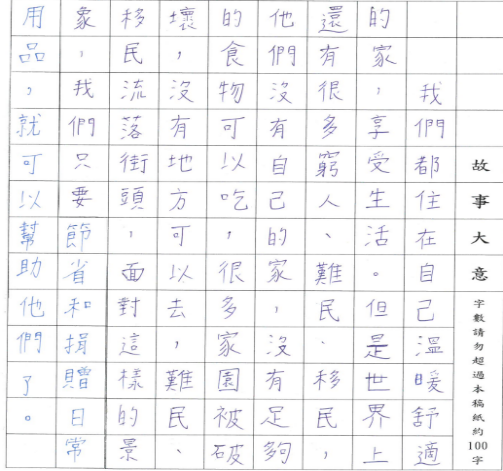 故事大意
字數請勿超過本稿紙約100字
我們都住在自己溫暖舒適
的家，享受生活。但是世界上
還有很多窮人、難民、移民，
他們沒有自己的家，沒有足夠
的食物可以吃，很多家園被破
壞，沒有地方可以去，難民、
移民流落街頭，面對這樣的景
象，我們只要節省和捐贈日常
用品，就可以幫助他們了。